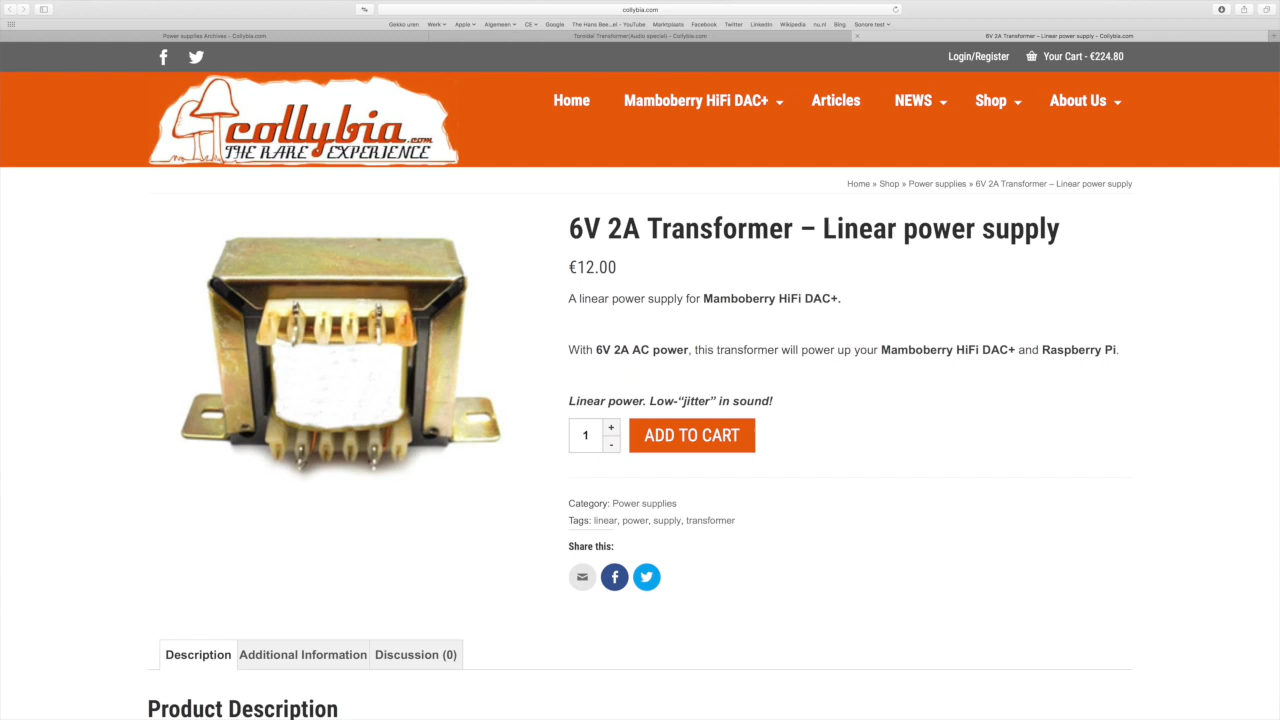 collybia.com
Gekko uren Werk Apple Algemeen CE Google The Hans Bee...el - YouTube Marktplaats Facebook Twitter LinkedIn Wikipedia nu.nl Bing Sonore test
Power supplies Archives - Collybia.com Toroidal Transformer(Audio special) - Collybia.com 6V 2A Transformer – Linear power supply - Collybia.com
Login/Register Your Cart - €224.80
collybia.com
THE RARE EXPERIENCE
Home Mamboberry HiFi DAC+ Articles NEWS Shop About Us
Home » Shop » Power supplies » 6V 2A Transformer – Linear power supply
6V 2A Transformer – Linear power supply
€12.00
A linear power supply for Mamboberry HiFi DAC+.
With 6V 2A AC power, this transformer will power up your Mamboberry HiFi DAC+ and Raspberry Pi.
Linear power. Low-“jitter” in sound!
1 + - ADD TO CART
Category: Power supplies
Tags: linear, power, supply, transformer
Share this:
Description Additional Information Discussion (0)
Product Description